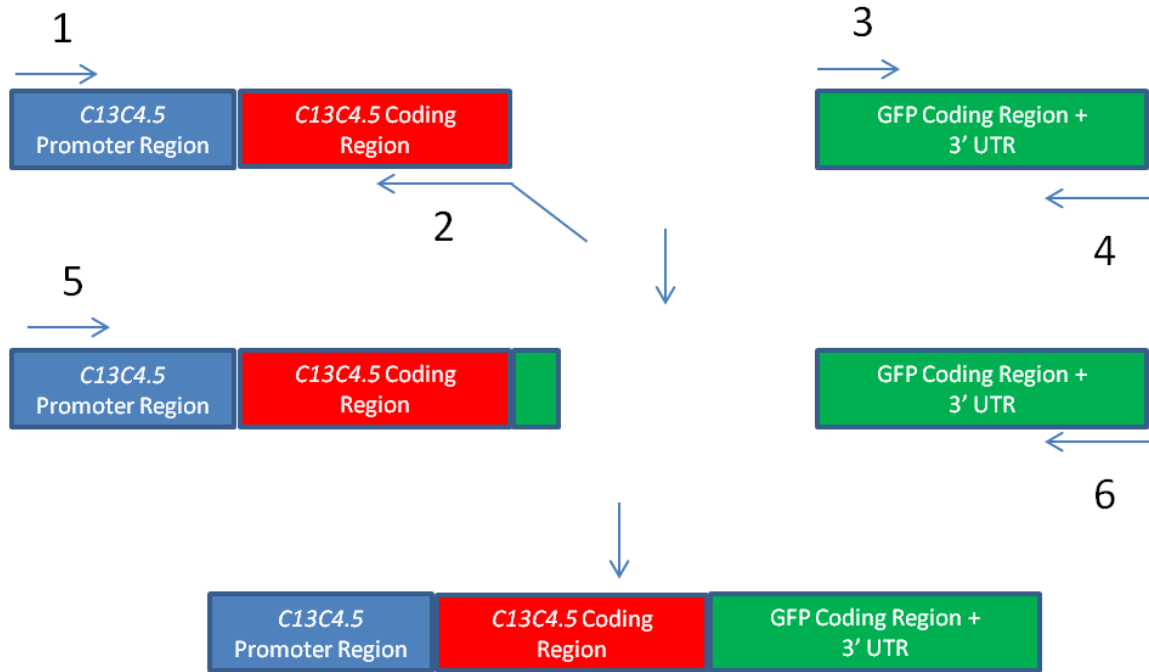 1
3
C13C4.5
Promoter Region
C13C4.5 Coding
Region
GFP Coding Region +
3’ UTR
2
4
5
C13C4.5
Promoter Region
C13C4.5 Coding
Region
GFP Coding Region +
3’ UTR
6
C13C4.5
Promoter Region
C13C4.5 Coding
Region
GFP Coding Region +
3’ UTR